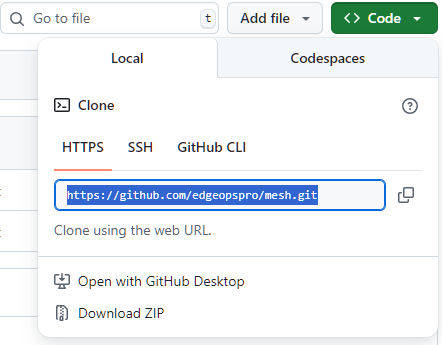 Go to file t Add file Code
Local Codespaces
Clone
HTTPS SSH GitHub CLI
https://github.com/edgeopspro/mesh.git
Clone using the web URL.
Open with GitHub Desktop
Download ZIP